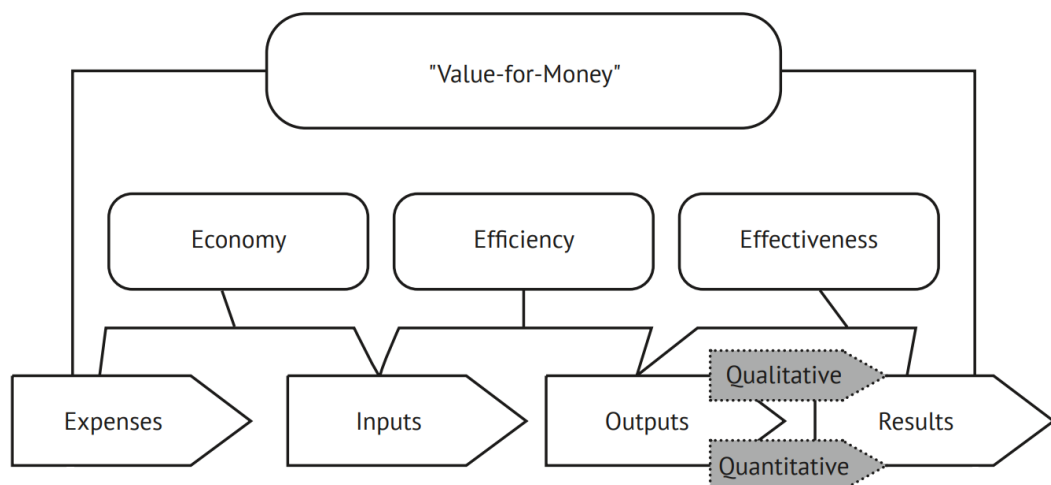 "Value-for-Money"
Economy
Efficiency
Effectiveness
Qualitative
Expenses
Inputs
Outputs
Results
Quantitative